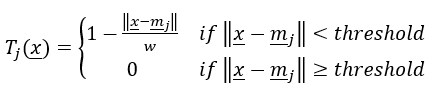 T_j(x) = { 1 − ‖x − m_j‖ / w if ‖x − m_j‖ < threshold
0 if ‖x − m_j‖ ≥ threshold